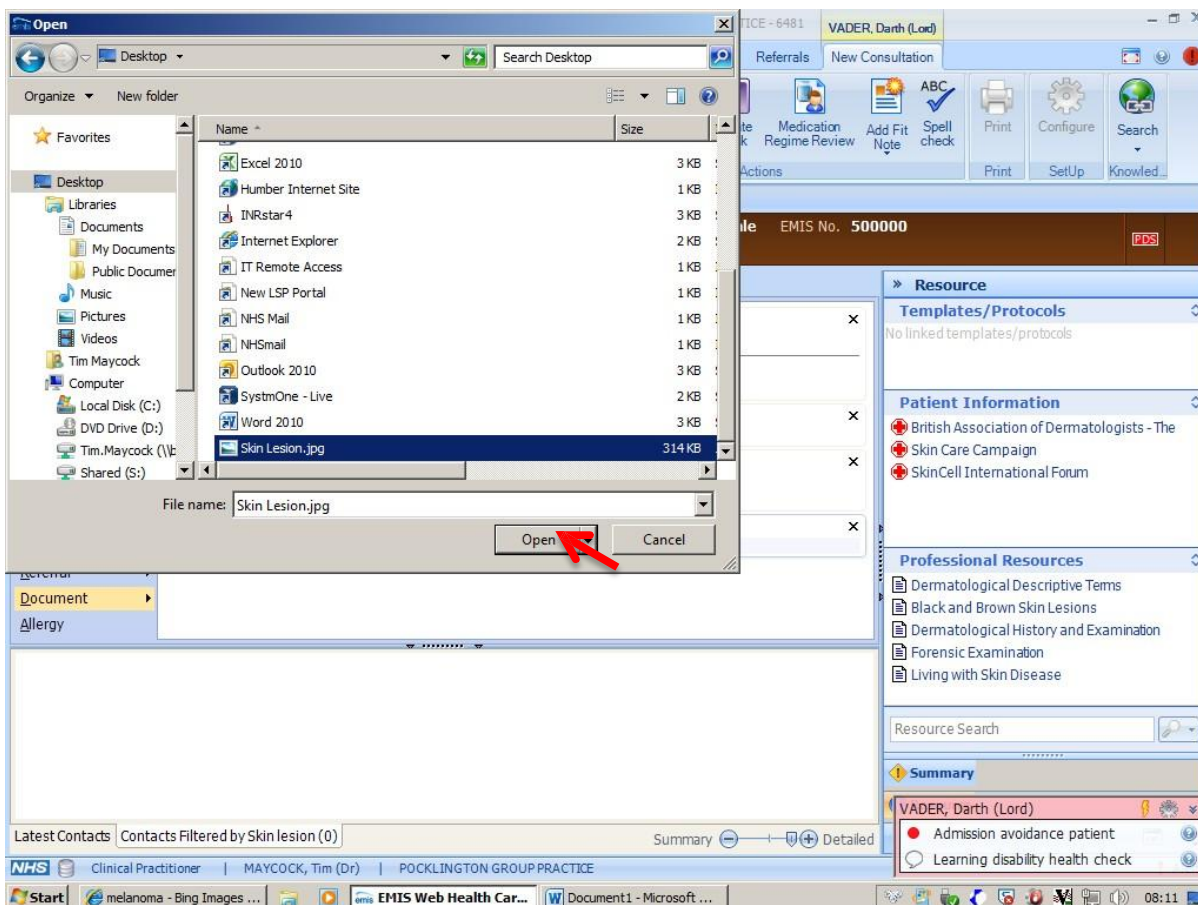 Open
TICE - 6481
VADER, Darth (Lord)
Desktop
Search Desktop
Referrals
New Consultation
Organize
New folder
Medication Regime Review
Add Fit Note
ABC
Spell check
Print
Configure
Search
Actions
Print
SetUp
Knowled...
Favorites
Desktop
Libraries
Documents
My Documents
Public Documer
Music
Pictures
Videos
Tim Maycock
Computer
Local Disk (C:)
DVD Drive (D:)
Tim.Maycock (\\b
Shared (S:)
Name
Size
Excel 2010 3 KB
Humber Internet Site 1 KB
INRstar4 3 KB
Internet Explorer 2 KB
IT Remote Access 1 KB
New LSP Portal 1 KB
NHS Mail 1 KB
NHSmail 1 KB
Outlook 2010 3 KB
SystmOne - Live 2 KB
Word 2010 3 KB
Skin Lesion.jpg 314 KB
File name: Skin Lesion.jpg
Open
Cancel
EMIS No. 500000
PDS
» Resource
Templates/Protocols
No linked templates/protocols
Patient Information
British Association of Dermatologists - The
Skin Care Campaign
SkinCell International Forum
Professional Resources
Dermatological Descriptive Terms
Black and Brown Skin Lesions
Dermatological History and Examination
Forensic Examination
Living with Skin Disease
Resource Search
Summary
Referral
Document
Allergy
VADER, Darth (Lord)
Admission avoidance patient
Learning disability health check
Latest Contacts
Contacts Filtered by Skin lesion (0)
Summary
Detailed
NHS
Clinical Practitioner | MAYCOCK, Tim (Dr) | POCKLINGTON GROUP PRACTICE
Start
melanoma - Bing Images ...
EMIS Web Health Car...
Document1 - Microsoft ...
08:11